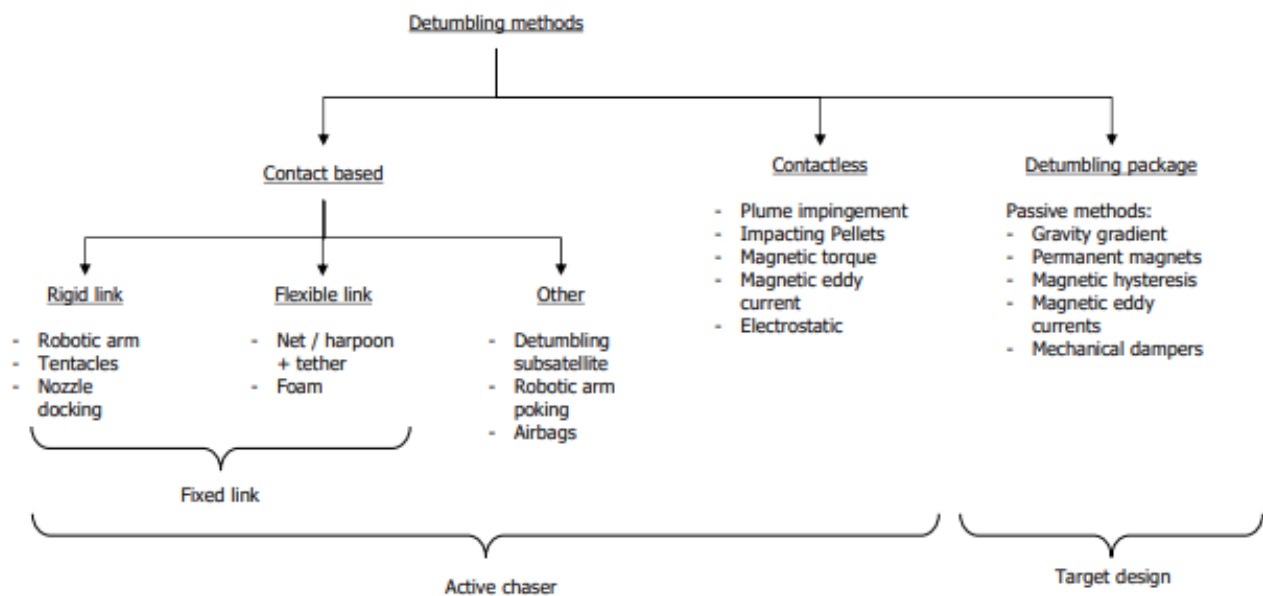 Detumbling methods
Contact based
Contactless
Detumbling package
Rigid link
- Robotic arm
- Tentacles
- Nozzle
docking
Flexible link
- Net / harpoon
+ tether
- Foam
Other
- Detumbling
subsatellite
- Robotic arm
poking
- Airbags
- Plume impingement
- Impacting Pellets
- Magnetic torque
- Magnetic eddy
current
- Electrostatic
Passive methods:
- Gravity gradient
- Permanent magnets
- Magnetic hysteresis
- Magnetic eddy
currents
- Mechanical dampers
Fixed link
Active chaser
Target design